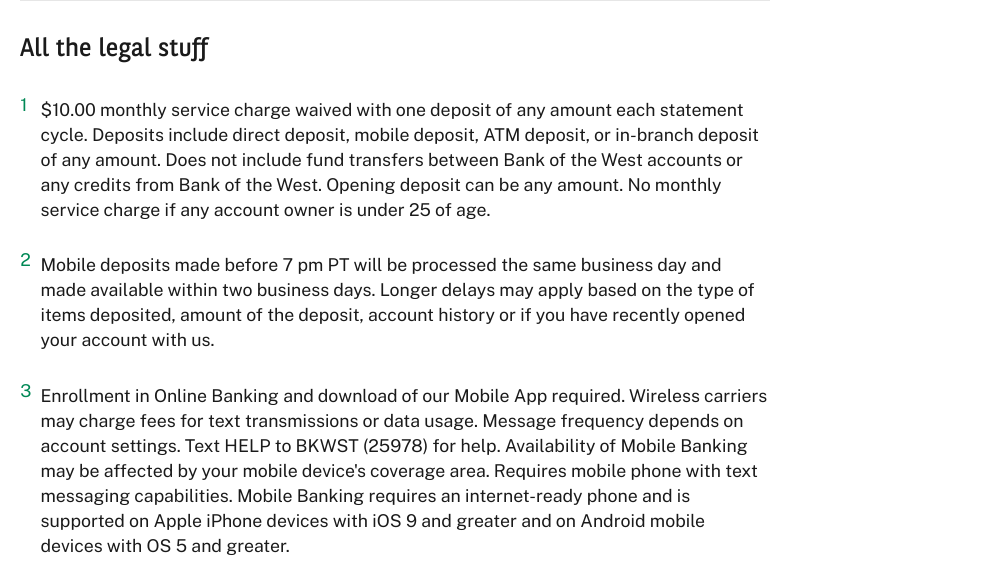 All the legal stuff
1 $10.00 monthly service charge waived with one deposit of any amount each statement
cycle. Deposits include direct deposit, mobile deposit, ATM deposit, or in-branch deposit
of any amount. Does not include fund transfers between Bank of the West accounts or
any credits from Bank of the West. Opening deposit can be any amount. No monthly
service charge if any account owner is under 25 of age.
2 Mobile deposits made before 7 pm PT will be processed the same business day and
made available within two business days. Longer delays may apply based on the type of
items deposited, amount of the deposit, account history or if you have recently opened
your account with us.
3 Enrollment in Online Banking and download of our Mobile App required. Wireless carriers
may charge fees for text transmissions or data usage. Message frequency depends on
account settings. Text HELP to BKWST (25978) for help. Availability of Mobile Banking
may be affected by your mobile device's coverage area. Requires mobile phone with text
messaging capabilities. Mobile Banking requires an internet-ready phone and is
supported on Apple iPhone devices with iOS 9 and greater and on Android mobile
devices with OS 5 and greater.